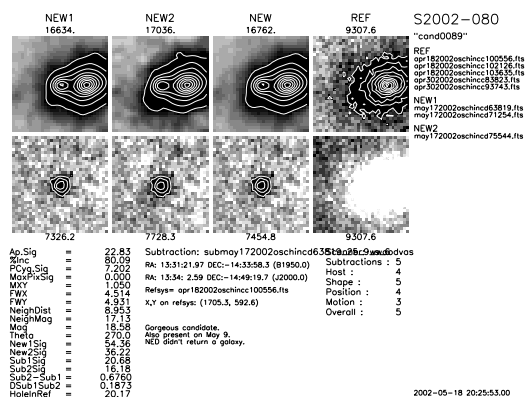 NEW1 NEW2 NEW REF S2002-080
16634. 17036. 16762. 9307.6
"cand0089"
REF
apr182002oschincc100556.fts
apr182002oschincc102126.fts
apr182002oschincc103635.fts
apr302002oschincc83823.fts
apr302002oschincc93743.fts
NEW1
may172002oschincd63819.fts
may172002oschincd71254.fts
NEW2
may172002oschincd75544.fts
7326.2 7728.3 7454.8 9307.6
Ap.Sig = 22.83
%Inc = 80.09
PCyg.Sig = 7.202
MaxPixSig = 0.000
MXY = 1.050
FWX = 4.514
FWY = 4.931
NeighDist = 8.953
NeighMag = 17.13
Mag = 18.58
Theta = 270.0
New1Sig = 54.36
New2Sig = 36.22
Sub1Sig = 20.68
Sub2Sig = 16.18
Sub2-Sub1 = 0.6760
DSub1Sub2 = 0.1873
HoleInRef = 20.17
Subtraction:
RA: 13:31:21.97 DEC:-14:33:58.3 (B1950.0)
RA: 13:34: 2.59 DEC:-14:49:19.7 (J2000.0)
Refsys= apr182002oschincc100556.fts
X,Y on refsys: (1705.3, 592.6)
Gorgeous candidate.
Also present on May 9.
NED didn't return a galaxy.
Subtractions : 5
Host : 4
Shape : 5
Position : 4
Motion : 3
Overall : 5
2002-05-18 20:25:53.00